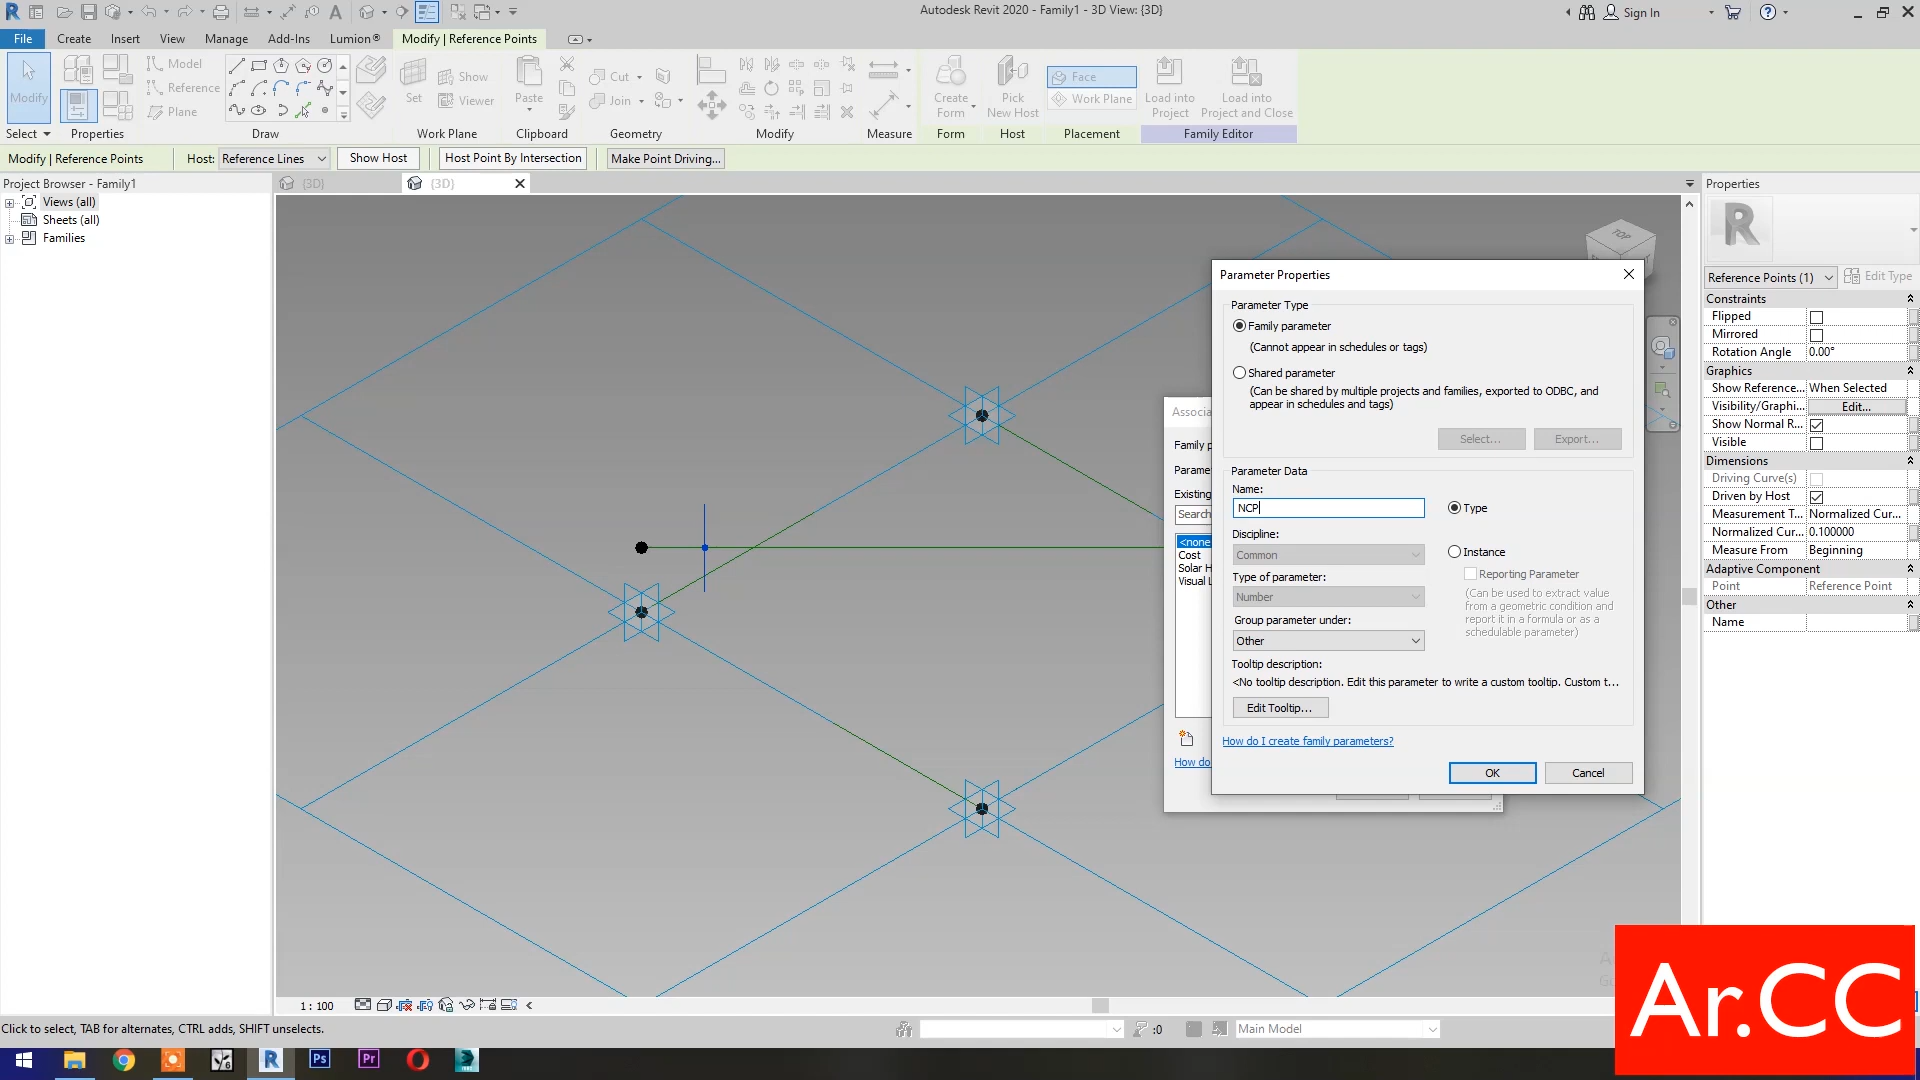 Autodesk Revit 2020 - Family1 - 3D View: {3D}
Sign In
File
Create
Insert
View
Manage
Add-Ins
Lumion®
Modify | Reference Points
Modify
Model
Reference
Plane
Set
Show
Viewer
Paste
Cut
Join
Create
Form
Pick
New Host
Face
Work Plane
Load into
Project
Load into
Project and Close
Select
Properties
Draw
Work Plane
Clipboard
Geometry
Modify
Measure
Form
Host
Placement
Family Editor
Modify | Reference Points
Host: Reference Lines
Show Host
Host Point By Intersection
Make Point Driving...
Project Browser - Family1
Views (all)
Sheets (all)
Families
{3D}
{3D}
TOP
Associ
Family p
Parame
Existing
Search
<none
Cost
Solar H
Visual L
How do
Parameter Properties
Parameter Type
Family parameter
(Cannot appear in schedules or tags)
Shared parameter
(Can be shared by multiple projects and families, exported to ODBC, and
appear in schedules and tags)
Select...
Export...
Parameter Data
Name:
NCP
Type
Discipline:
Common
Instance
Type of parameter:
Reporting Parameter
Number
(Can be used to extract value
from a geometric condition and
report it in a formula or as a
schedulable parameter)
Group parameter under:
Other
Tooltip description:
<No tooltip description. Edit this parameter to write a custom tooltip. Custom t...
Edit Tooltip...
How do I create family parameters?
OK
Cancel
Properties
R
Reference Points (1)
Edit Type
Constraints
Flipped
Mirrored
Rotation Angle 0.00°
Graphics
Show Reference... When Selected
Visibility/Graphi... Edit...
Show Normal R...
Visible
Dimensions
Driving Curve(s)
Driven by Host
Measurement T... Normalized Cur...
Normalized Cur... 0.100000
Measure From Beginning
Adaptive Component
Point Reference Point
Other
Name
1 : 100
Click to select, TAB for alternates, CTRL adds, SHIFT unselects.
:0
Main Model
R
Ps
Pr
Ar.CC